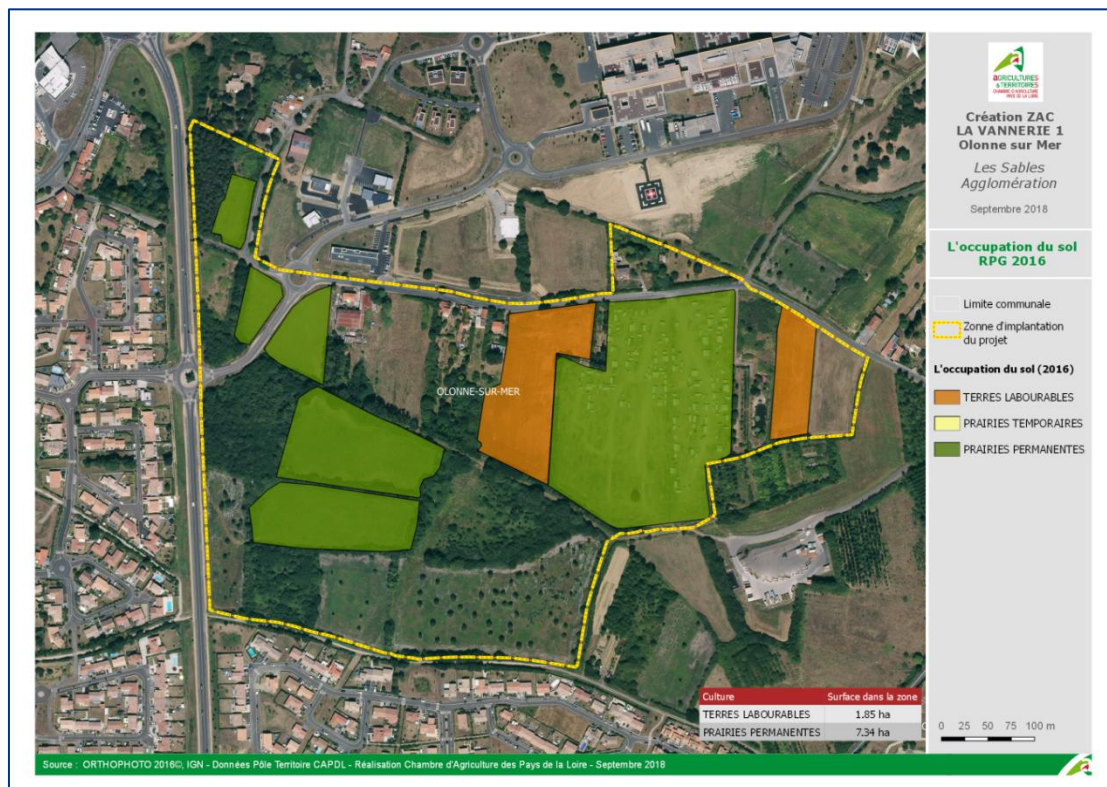 agRICULTURES
& TERRITOIRES
CHAMBRE D'AGRICULTURE
PAYS DE LA LOIRE
Création ZAC
LA VANNERIE 1
Olonne sur Mer
Les Sables
Agglomération
Septembre 2018
L'occupation du sol
RPG 2016
Limite communale
Zonne d'implantation
du projet
L'occupation du sol (2016)
TERRES LABOURABLES
PRAIRIES TEMPORAIRES
PRAIRIES PERMANENTES
OLONNE-SUR-MER
Culture Surface dans la zone
TERRES LABOURABLES 1.85 ha
PRAIRIES PERMANENTES 7.34 ha
0 25 50 75 100 m
Source : ORTHOPHOTO 2016©, IGN - Données Pôle Territoire CAPDL - Réalisation Chambre d'Agriculture des Pays de la Loire - Septembre 2018